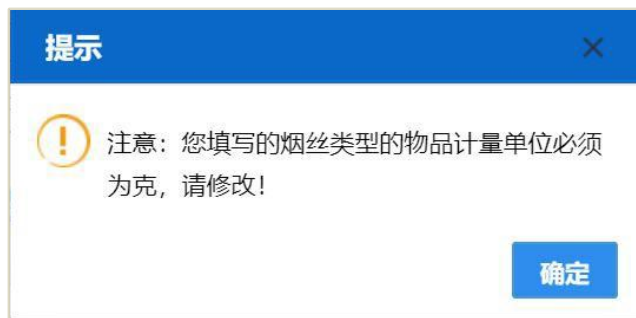 提示
注意：您填写的烟丝类型的物品计量单位必须
为克，请修改！
确定